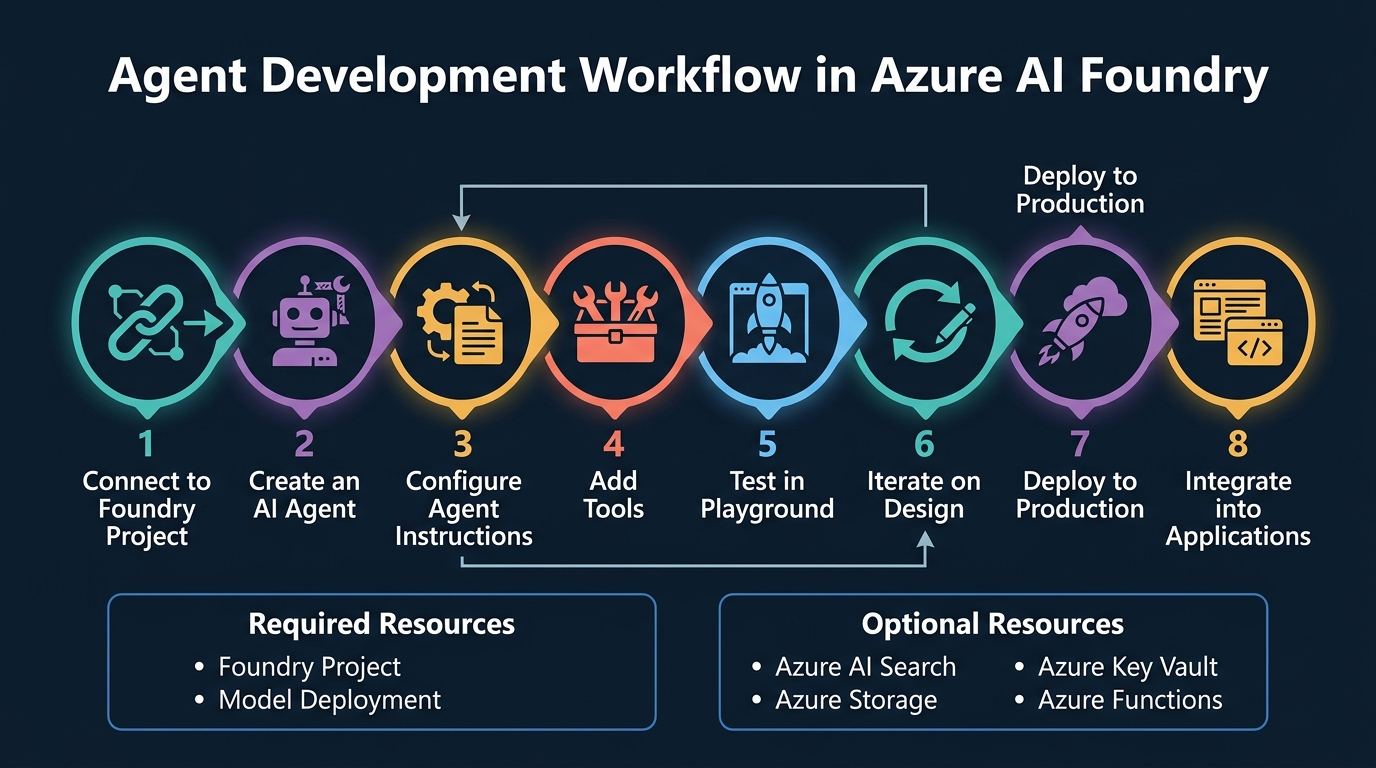 Agent Development Workflow in Azure AI Foundry
Deploy to
Production
1
Connect to
Foundry
Project
2
Create an
AI Agent
3
Configure
Agent
Instructions
4
Add
Tools
5
Test in
Playground
6
Iterate on
Design
7
Deploy to
Production
8
Integrate
into
Applications
</>
Required Resources
• Foundry Project
• Model Deployment
Optional Resources
• Azure AI Search
• Azure Storage
• Azure Key Vault
• Azure Functions